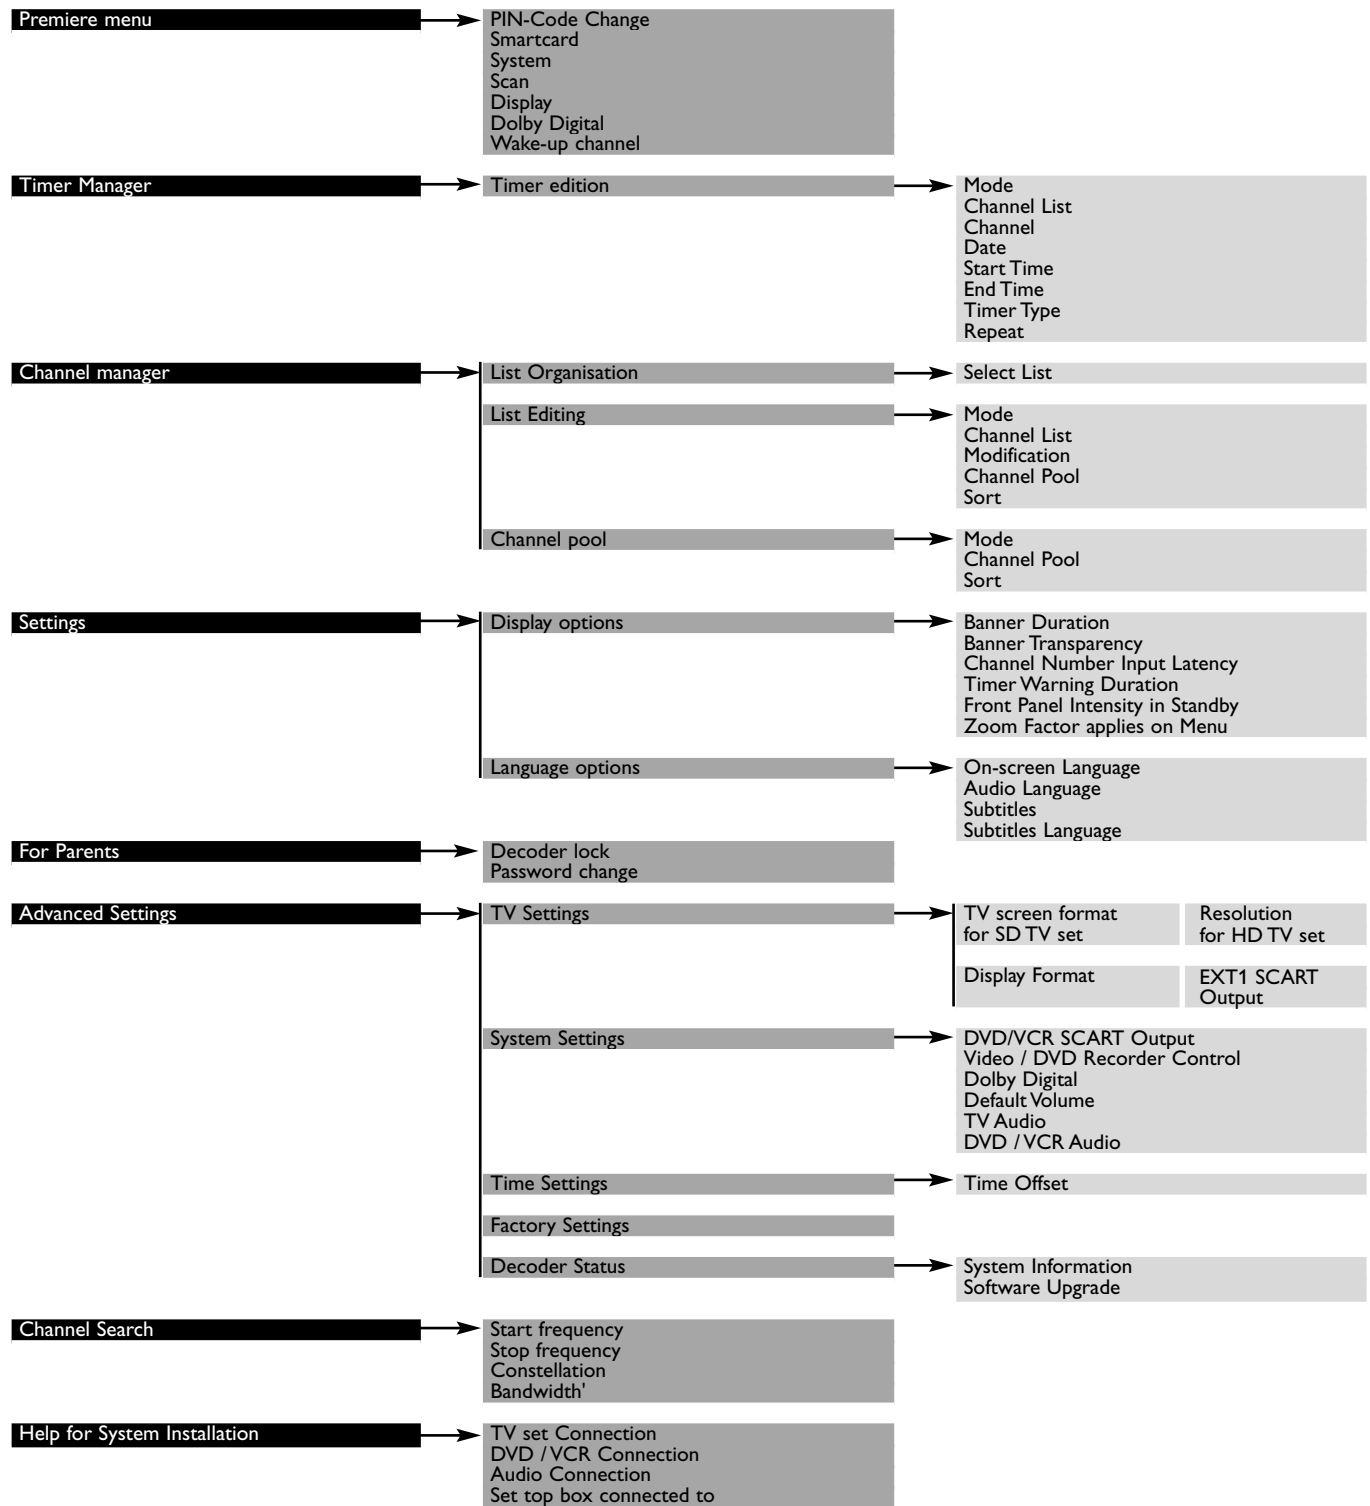 Premiere menu
PIN-Code Change
Smartcard
System
Scan
Display
Dolby Digital
Wake-up channel
Timer Manager
Timer edition
Mode
Channel List
Channel
Date
Start Time
End Time
Timer Type
Repeat
Channel manager
List Organisation
Select List
List Editing
Mode
Channel List
Modification
Channel Pool
Sort
Channel pool
Mode
Channel Pool
Sort
Settings
Display options
Banner Duration
Banner Transparency
Channel Number Input Latency
Timer Warning Duration
Front Panel Intensity in Standby
Zoom Factor applies on Menu
Language options
On-screen Language
Audio Language
Subtitles
Subtitles Language
For Parents
Decoder lock
Password change
Advanced Settings
TV Settings
TV screen format
for SD TV set
Resolution
for HD TV set
Display Format
EXT1 SCART
Output
System Settings
DVD/VCR SCART Output
Video / DVD Recorder Control
Dolby Digital
Default Volume
TV Audio
DVD / VCR Audio
Time Settings
Time Offset
Factory Settings
Decoder Status
System Information
Software Upgrade
Channel Search
Start frequency
Stop frequency
Constellation
Bandwidth'
Help for System Installation
TV set Connection
DVD / VCR Connection
Audio Connection
Set top box connected to